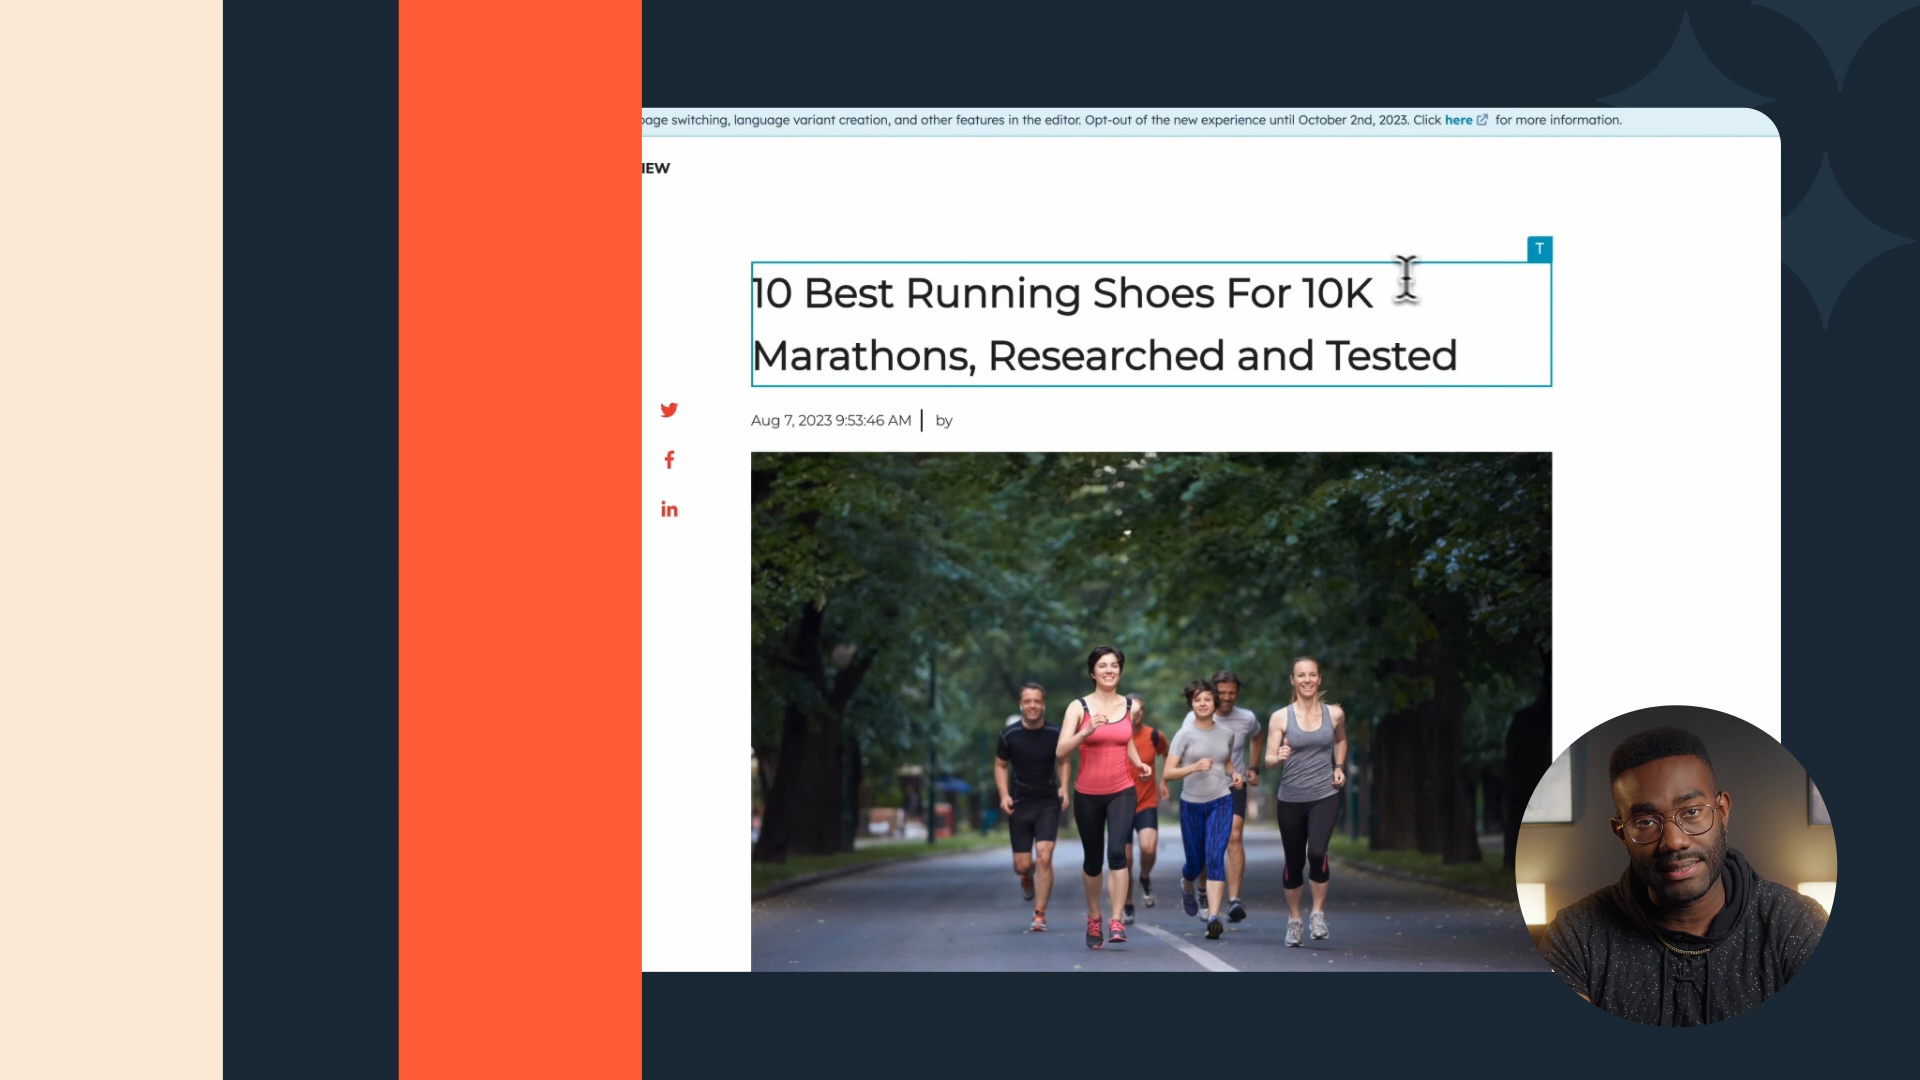 page switching, language variant creation, and other features in the editor. Opt-out of the new experience until October 2nd, 2023. Click here for more information.
IEW
T
10 Best Running Shoes For 10K
Marathons, Researched and Tested
Aug 7, 2023 9:53:46 AM | by
f
in